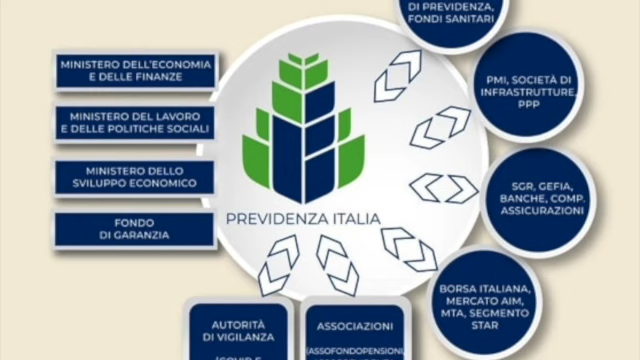 DI PREVIDENZA,
FONDI SANITARI
MINISTERO DELL'ECONOMIA
E DELLE FINANZE
MINISTERO DEL LAVORO
E DELLE POLITICHE SOCIALI
MINISTERO DELLO
SVILUPPO ECONOMICO
FONDO
DI GARANZIA
PREVIDENZA ITALIA
PMI, SOCIETÀ DI
INFRASTRUTTURE,
PPP
SGR, GEFIA,
BANCHE, COMP.
ASSICURAZIONI
BORSA ITALIANA,
MERCATO AIM,
MTA, SEGMENTO
STAR
AUTORITÀ
DI VIGILANZA
ASSOCIAZIONI
(ASSOFONDOPENSIONI,